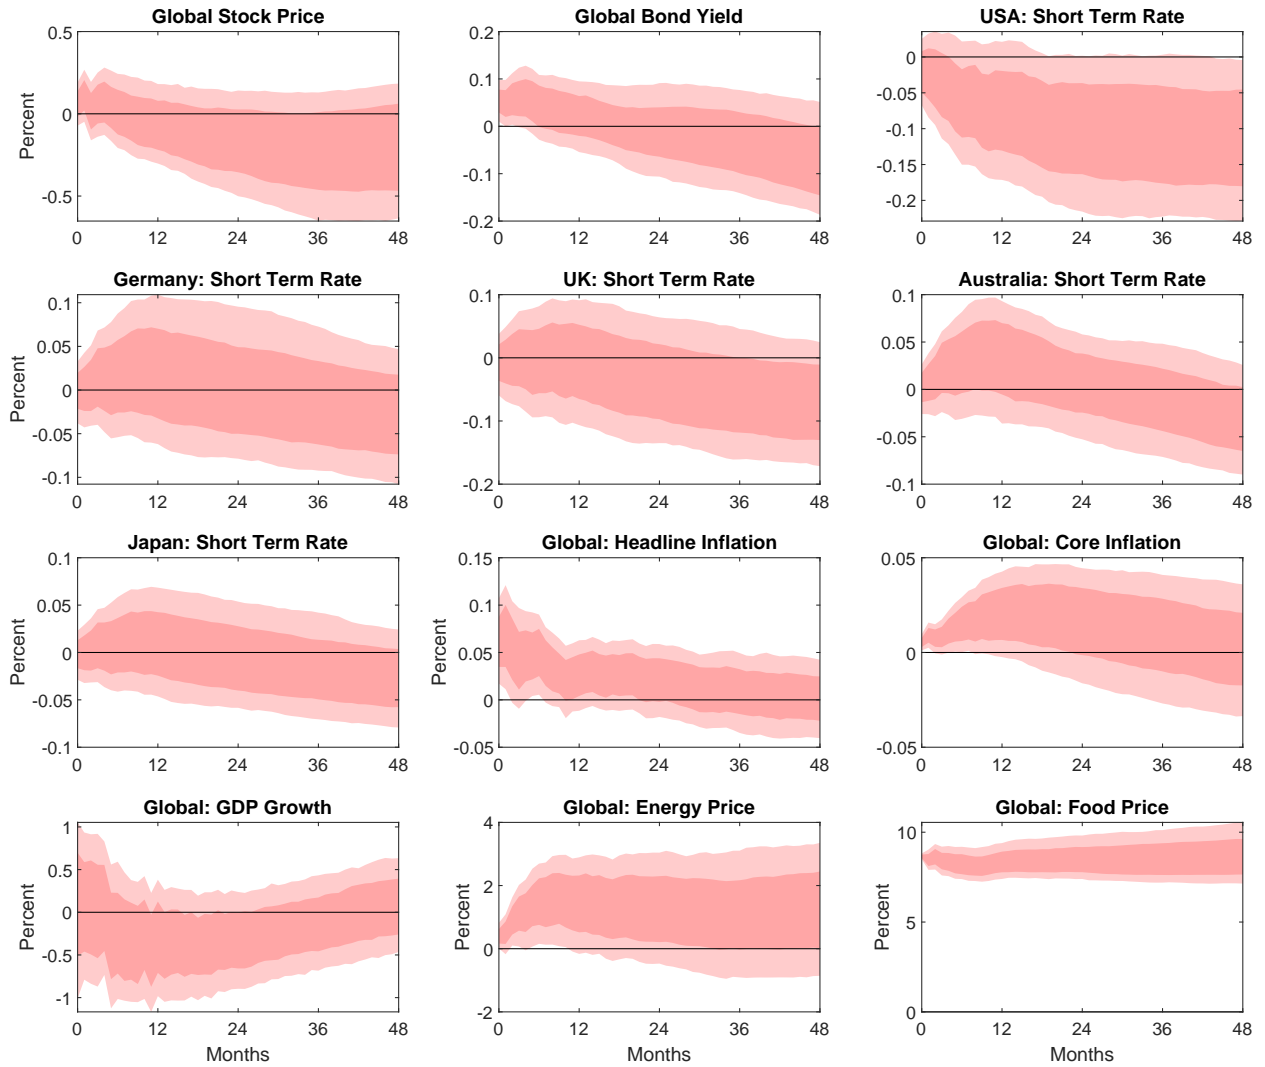 Global Stock Price
0.5
0
-0.5
Percent
0 12 24 36 48
Global Bond Yield
0.2
0.1
0
-0.1
-0.2
0 12 24 36 48
USA: Short Term Rate
0
-0.05
-0.1
-0.15
-0.2
0 12 24 36 48
Germany: Short Term Rate
0.1
0.05
0
-0.05
-0.1
Percent
0 12 24 36 48
UK: Short Term Rate
0.1
0
-0.1
-0.2
0 12 24 36 48
Australia: Short Term Rate
0.1
0.05
0
-0.05
-0.1
0 12 24 36 48
Japan: Short Term Rate
0.1
0.05
0
-0.05
-0.1
Percent
0 12 24 36 48
Global: Headline Inflation
0.15
0.1
0.05
0
-0.05
Percent
0 12 24 36 48
Global: Core Inflation
0.05
0
-0.05
Percent
0 12 24 36 48
Global: GDP Growth
1
0.5
0
-0.5
-1
Percent
0 12 24 36 48
Months
Global: Energy Price
4
2
0
-2
Percent
0 12 24 36 48
Months
Global: Food Price
10
5
0
Percent
0 12 24 36 48
Months